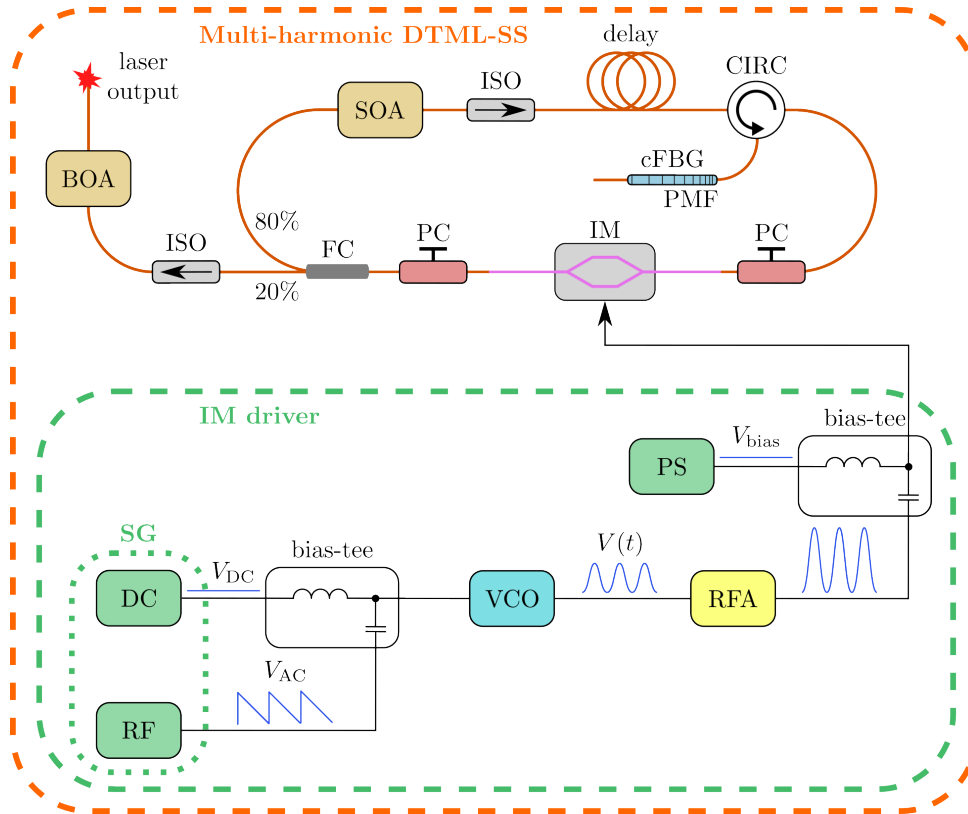 Multi-harmonic DTML-SS
laser
output
delay
ISO
CIRC
SOA
cFBG
PMF
BOA
80%
PC
IM
PC
ISO
FC
20%
IM driver
bias-tee
V_bias
PS
SG
bias-tee
V(t)
V_DC
DC
VCO
RFA
V_AC
RF